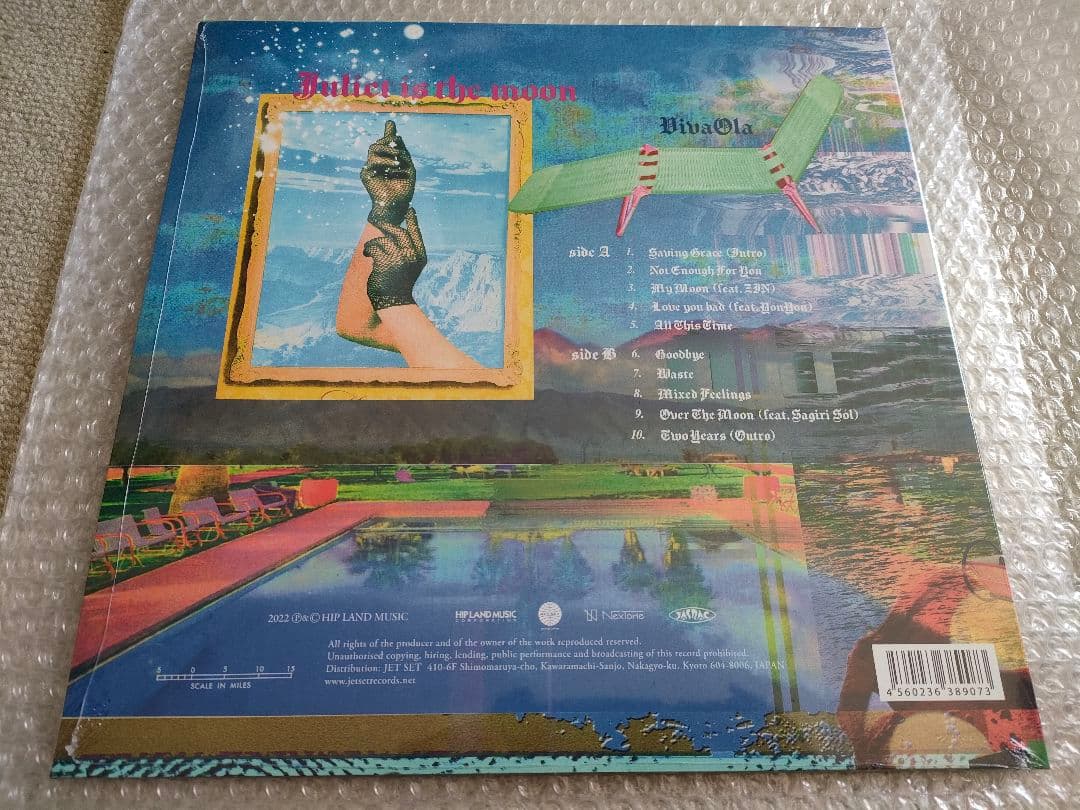 Juliet is the moon
VivaOla
side A 1. Saving Grace (Intro)
2. Not Enough For You
3. My Moon (feat. ZIN)
4. Love you bad (feat. YonYon)
5. All This Time
side B 6. Goodbye
7. Waste
8. Mixed Feelings
9. Over The Moon (feat. Sagiri Sól)
10. Two Years (Outro)
2022 Ⓟ&©HIP LAND MUSIC
HIP LAND MUSIC
CORPORATION
NexTone
JASRAC
All rights of the producer and of the owner of the work reproduced reserved.
Unauthorised copying, hiring, lending, public performance and broadcasting of this record prohibited.
Distribution: JET SET 410-6F Shimomaruya-cho, Kawaramachi-Sanjo, Nakagyo-ku, Kyoto 604-8006, JAPAN
www.jetsetrecords.net
5 0 5 10 15
SCALE IN MILES
4 560236 389073